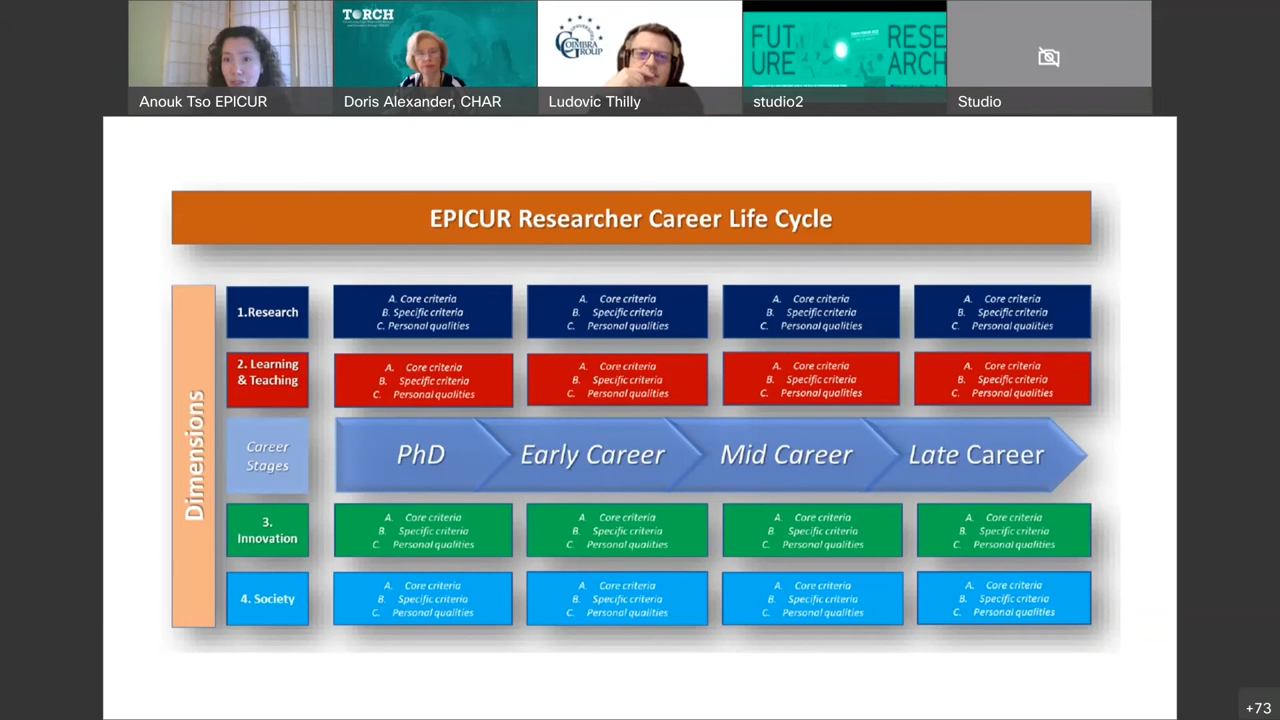 TORCH
COIMBRA
GROUP
FUT
URE
RESE
ARCH
Anouk Tso EPICUR
Doris Alexander, CHAR
Ludovic Thilly
studio2
Studio
EPICUR Researcher Career Life Cycle
Dimensions
1.Research
A. Core criteria
B. Specific criteria
C. Personal qualities
A. Core criteria
B. Specific criteria
C. Personal qualities
A. Core criteria
B. Specific criteria
C. Personal qualities
A. Core criteria
B. Specific criteria
C. Personal qualities
2. Learning
& Teaching
A. Core criteria
B. Specific criteria
C. Personal qualities
A. Core criteria
B. Specific criteria
C. Personal qualities
A. Core criteria
B. Specific criteria
C. Personal qualities
A. Core criteria
B. Specific criteria
C. Personal qualities
Career
Stages
PhD
Early Career
Mid Career
Late Career
3.
Innovation
A. Core criteria
B. Specific criteria
C. Personal qualities
A. Core criteria
B. Specific criteria
C. Personal qualities
A. Core criteria
B. Specific criteria
C. Personal qualities
A. Core criteria
B. Specific criteria
C. Personal qualities
4. Society
A. Core criteria
B. Specific criteria
C. Personal qualities
A. Core criteria
B. Specific criteria
C. Personal qualities
A. Core criteria
B. Specific criteria
C. Personal qualities
A. Core criteria
B. Specific criteria
C. Personal qualities
+73